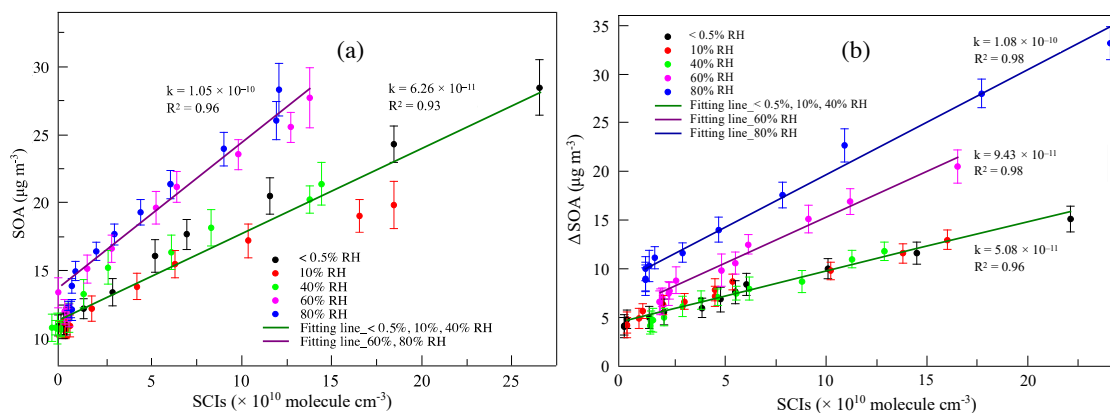 (a)
k = 1.05 × 10⁻¹⁰
R² = 0.96
k = 6.26 × 10⁻¹¹
R² = 0.93
SOA (µg m⁻³)
30
25
20
15
10
< 0.5% RH
10% RH
40% RH
60% RH
80% RH
Fitting line_< 0.5%, 10%, 40% RH
Fitting line_60%, 80% RH
0
5
10
15
20
25
SCIs (× 10¹⁰ molecule cm⁻³)
(b)
< 0.5% RH
10% RH
40% RH
60% RH
80% RH
Fitting line_< 0.5%, 10%, 40% RH
Fitting line_60% RH
Fitting line_80% RH
k = 1.08 × 10⁻¹⁰
R² = 0.98
k = 9.43 × 10⁻¹¹
R² = 0.98
k = 5.08 × 10⁻¹¹
R² = 0.96
Δ SOA (µg m⁻³)
35
30
25
20
15
10
5
0
0
5
10
15
20
SCIs (× 10¹⁰ molecule cm⁻³)